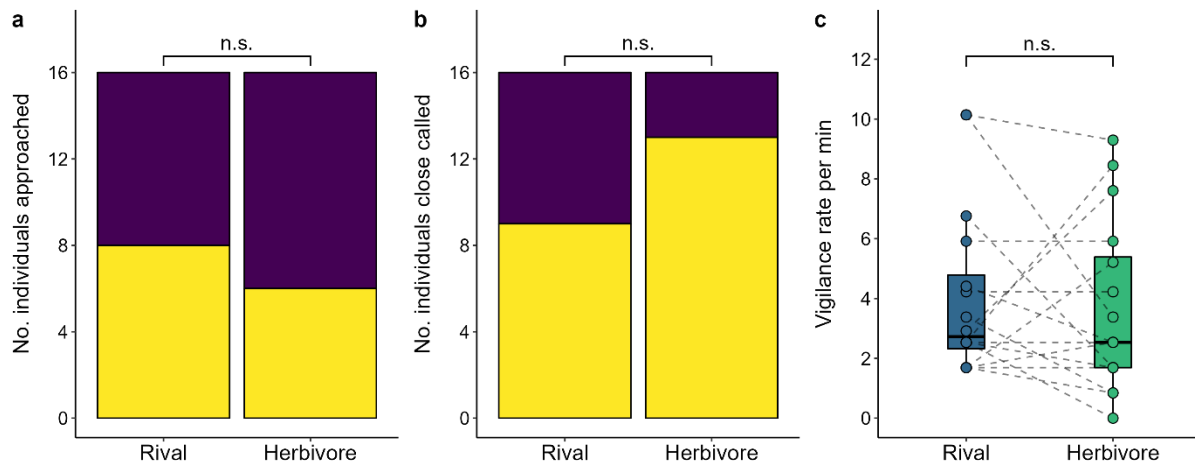 a
n.s.
No. individuals approached
16
12
8
4
0
Rival Herbivore
b
n.s.
No. individuals close called
16
12
8
4
0
Rival Herbivore
c
n.s.
Vigilance rate per min
12
10
8
6
4
2
0
Rival Herbivore